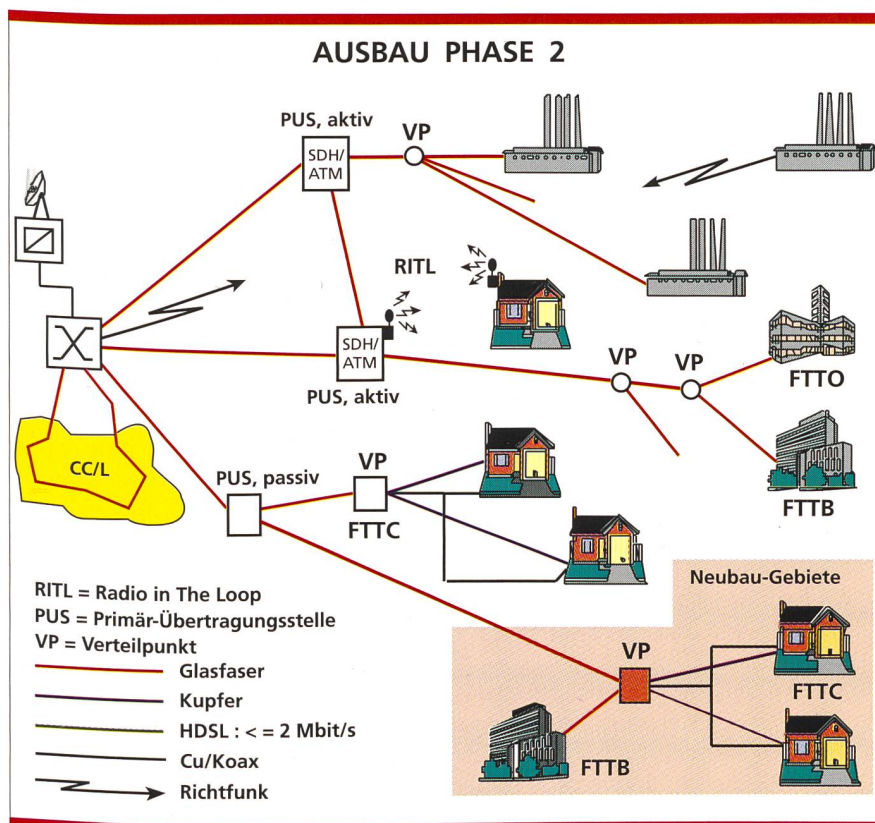 AUSBAU PHASE 2
PUS, aktiv
VP
SDH/
ATM
RITL
SDH/
ATM
PUS, aktiv
VP
VP
FTTO
FTTB
CC/L
PUS, passiv
VP
FTTC
Neubau-Gebiete
VP
FTTC
FTTB
RITL = Radio in The Loop
PUS = Primär-Übertragungsstelle
VP = Verteilpunkt
Glasfaser
Kupfer
HDSL : < = 2 Mbit/s
Cu/Koax
Richtfunk